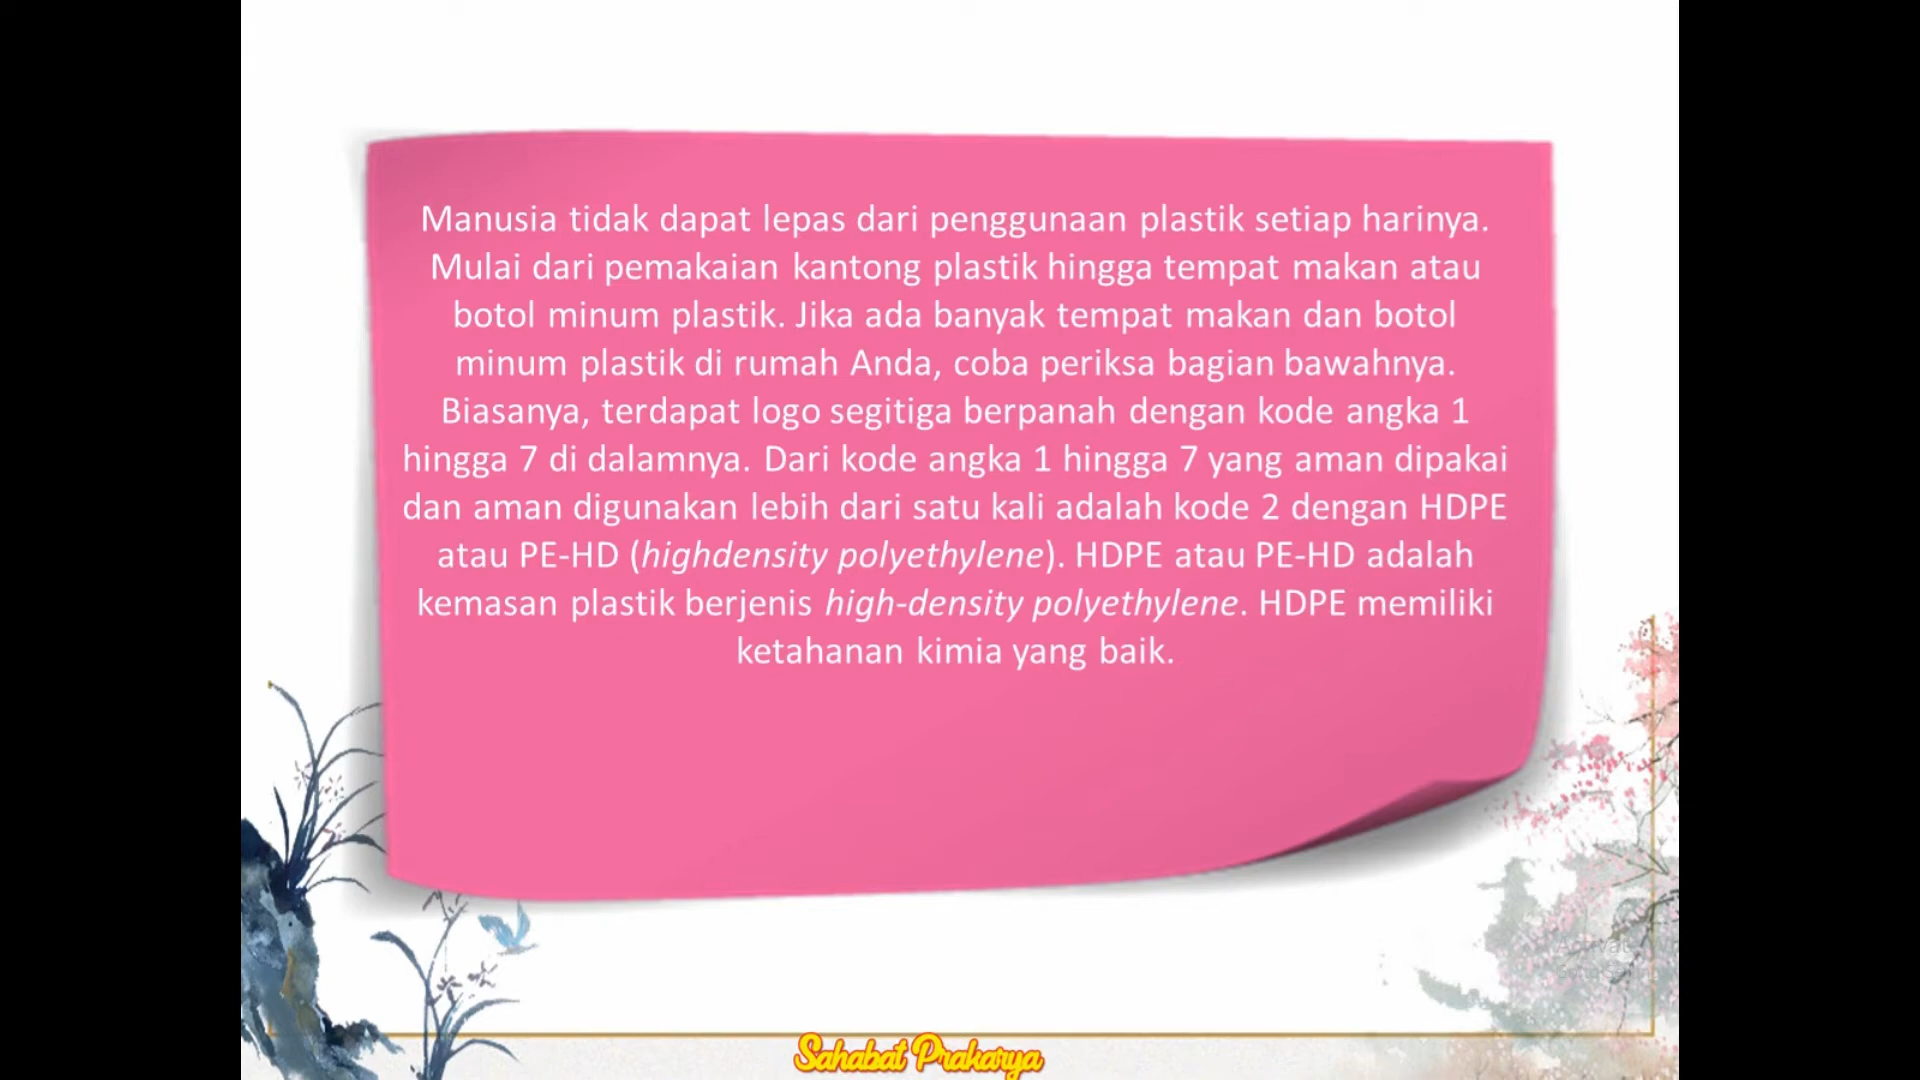 Manusia tidak dapat lepas dari penggunaan plastik setiap harinya.
Mulai dari pemakaian kantong plastik hingga tempat makan atau
botol minum plastik. Jika ada banyak tempat makan dan botol
minum plastik di rumah Anda, coba periksa bagian bawahnya.
Biasanya, terdapat logo segitiga berpanah dengan kode angka 1
hingga 7 di dalamnya. Dari kode angka 1 hingga 7 yang aman dipakai
dan aman digunakan lebih dari satu kali adalah kode 2 dengan HDPE
atau PE-HD (highdensity polyethylene). HDPE atau PE-HD adalah
kemasan plastik berjenis high-density polyethylene. HDPE memiliki
ketahanan kimia yang baik.
Sahabat Prakarya